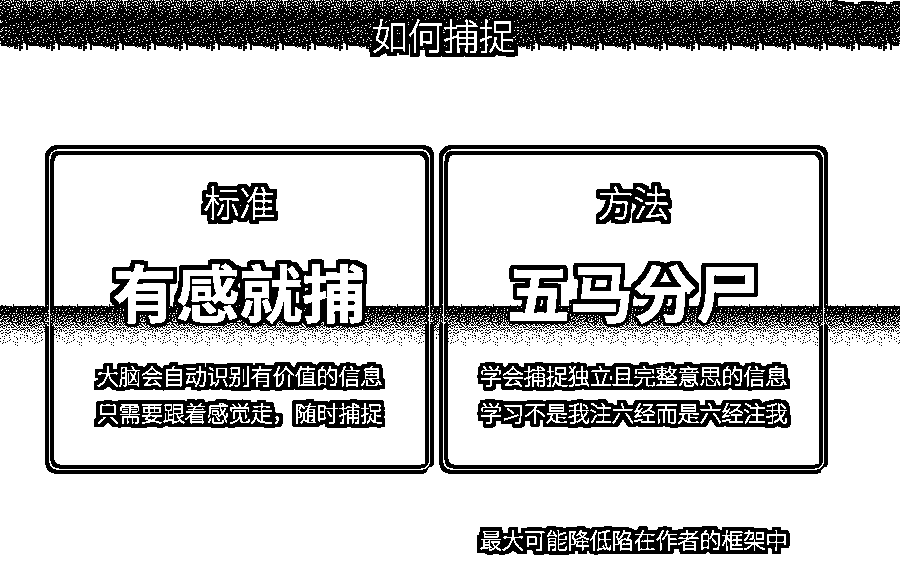 如何捕捉
标准
有感就捕
大脑会自动识别有价值的信息
只需要跟着感觉走，随时捕捉
方法
五马分尸
学会捕捉独立且完整意思的信息
学习不是我注六经而是六经注我
最大可能降低陷在作者的框架中